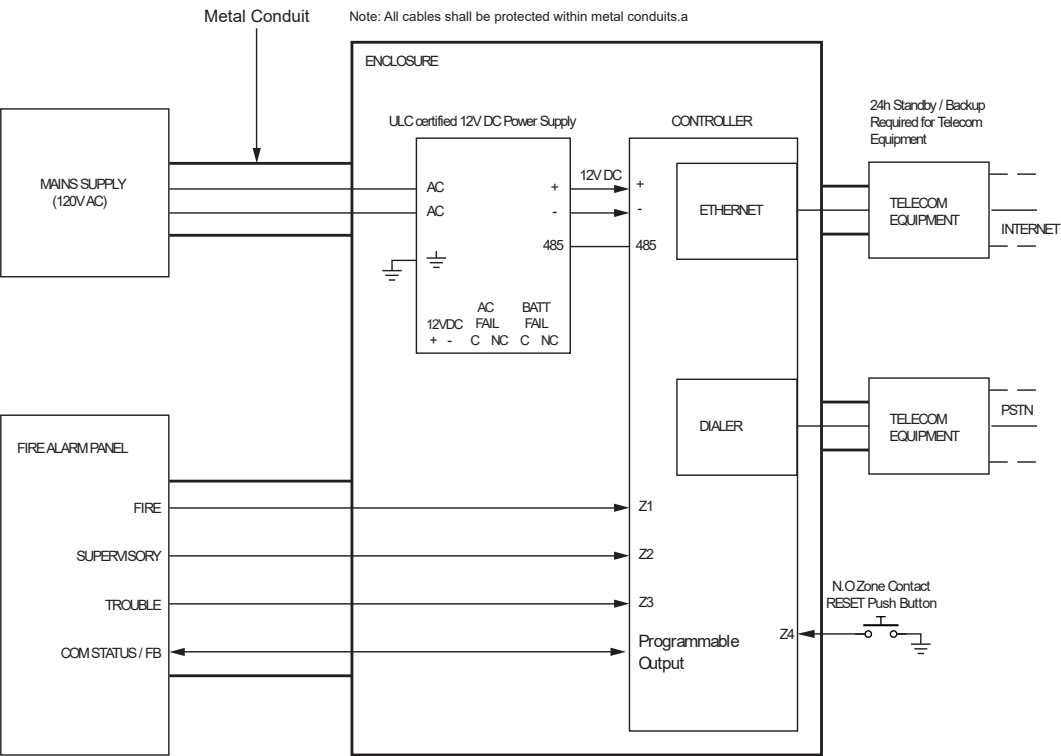 Metal Conduit
Note: All cables shall be protected within metal conduits.a
ENCLOSURE
MAINS SUPPLY
(120V AC)
ULC certified 12V DC Power Supply
AC
AC
+
-
485
AC
FAIL
BATT
FAIL
12VDC
+ -
C NC
C NC
12V DC
CONTROLLER
+
-
485
ETHERNET
24h Standby / Backup
Required for Telecom
Equipment
TELECOM
EQUIPMENT
INTERNET
DIALER
TELECOM
EQUIPMENT
PSTN
FIRE ALARM PANEL
FIRE
SUPERVISORY
TROUBLE
COM STATUS / FB
Z1
Z2
Z3
Programmable
Output
Z4
N.O Zone Contact
RESET Push Button